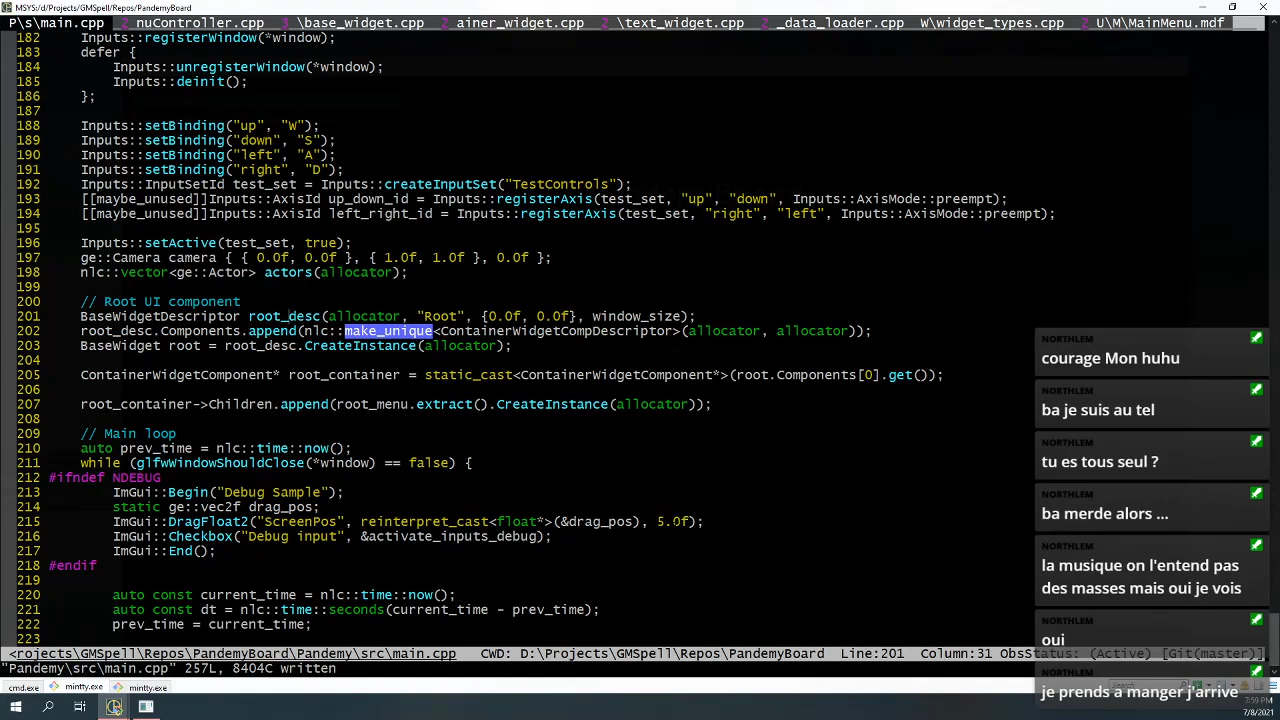 MSYS:/d/Projects/GMSpell/Repos/PandemyBoard
P\s\main.cpp 2 nuController.cpp 3 \base_widget.cpp 2 ainer_widget.cpp 2 \text_widget.cpp 2 _data_loader.cpp W\widget_types.cpp 2 U\M\MainMenu.mdf
182 Inputs::registerWindow(*window);
183 defer {
184 Inputs::unregisterWindow(*window);
185 Inputs::deinit();
186 };
187
188 Inputs::setBinding("up", "W");
189 Inputs::setBinding("down", "S");
190 Inputs::setBinding("left", "A");
191 Inputs::setBinding("right", "D");
192 Inputs::InputSetId test_set = Inputs::createInputSet("TestControls");
193 [[maybe_unused]]Inputs::AxisId up_down_id = Inputs::registerAxis(test_set, "up", "down", Inputs::AxisMode::preempt);
194 [[maybe_unused]]Inputs::AxisId left_right_id = Inputs::registerAxis(test_set, "right", "left", Inputs::AxisMode::preempt);
195
196 Inputs::setActive(test_set, true);
197 ge::Camera camera { { 0.0f, 0.0f }, { 1.0f, 1.0f }, 0.0f };
198 nlc::vector<ge::Actor> actors(allocator);
199
200 // Root UI component
201 BaseWidgetDescriptor root_desc(allocator, "Root", {0.0f, 0.0f}, window_size);
202 root_desc.Components.append(nlc::make_unique<ContainerWidgetCompDescriptor>(allocator, allocator));
203 BaseWidget root = root_desc.CreateInstance(allocator);
204
205 ContainerWidgetComponent* root_container = static_cast<ContainerWidgetComponent*>(root.Components[0].get());
206
207 root_container->Children.append(root_menu.extract().CreateInstance(allocator));
208
209 // Main loop
210 auto prev_time = nlc::time::now();
211 while (glfwWindowShouldClose(*window) == false) {
212 #ifndef NDEBUG
213 ImGui::Begin("Debug Sample");
214 static ge::vec2f drag_pos;
215 ImGui::DragFloat2("ScreenPos", reinterpret_cast<float*>(&drag_pos), 5.0f);
216 ImGui::Checkbox("Debug input", &activate_inputs_debug);
217 ImGui::End();
218 #endif
219
220 auto const current_time = nlc::time::now();
221 auto const dt = nlc::time::seconds(current_time - prev_time);
222 prev_time = current_time;
223
<rojects\GMSpell\Repos\PandemyBoard\Pandemy\src\main.cpp CWD: D:\Projects\GMSpell\Repos\PandemyBoard Line:201 Column:31 ObsStatus: (Active) [Git(master)]
"Pandemy\src\main.cpp" 257L, 8404C written
NORTHLEM
courage Mon huhu
NORTHLEM
ba je suis au tel
NORTHLEM
tu es tous seul ?
NORTHLEM
ba merde alors ...
NORTHLEM
la musique on l'entend pas
des masses mais oui je vois
NORTHLEM
oui
NORTHLEM
je prends a manger j'arrive
cmd.exe mintty.exe mintty.exe
Search
7:59 PM
7/8/2021